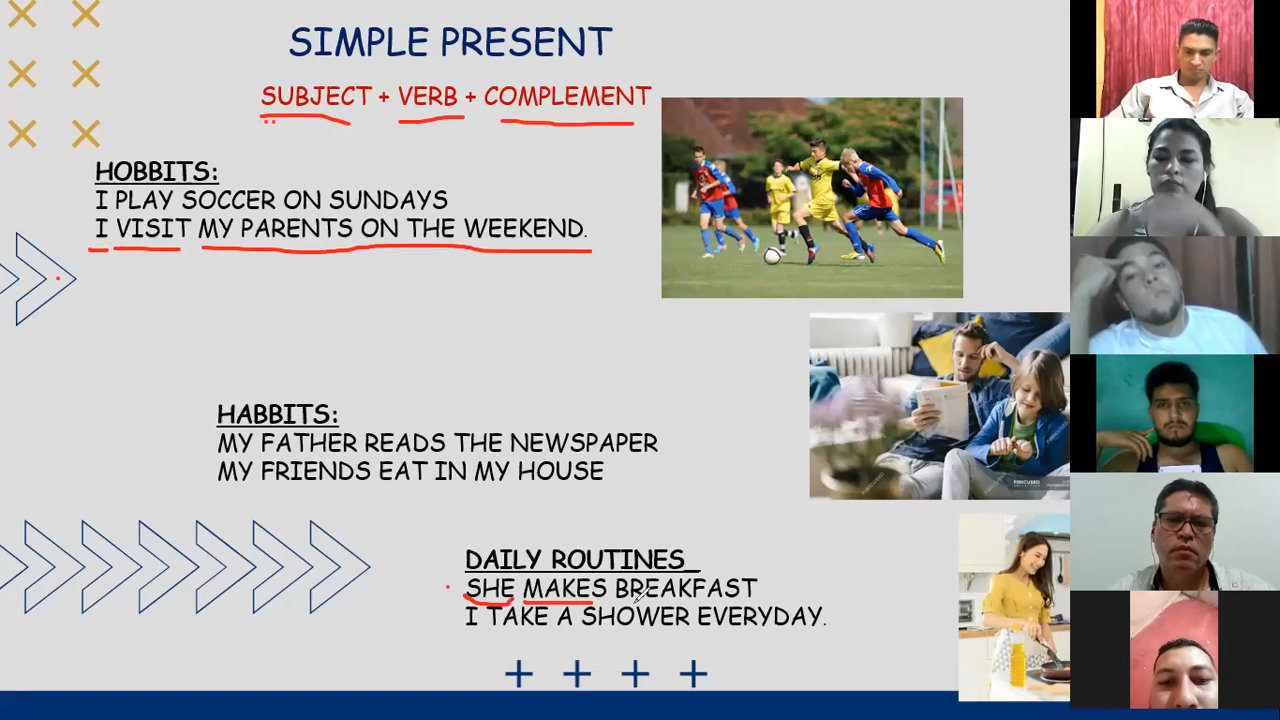 SIMPLE PRESENT
SUBJECT + VERB + COMPLEMENT
HOBBITS:
I PLAY SOCCER ON SUNDAYS
I VISIT MY PARENTS ON THE WEEKEND.
HABBITS:
MY FATHER READS THE NEWSPAPER
MY FRIENDS EAT IN MY HOUSE
DAILY ROUTINES_
SHE MAKES BREAKFAST
I TAKE A SHOWER EVERYDAY.